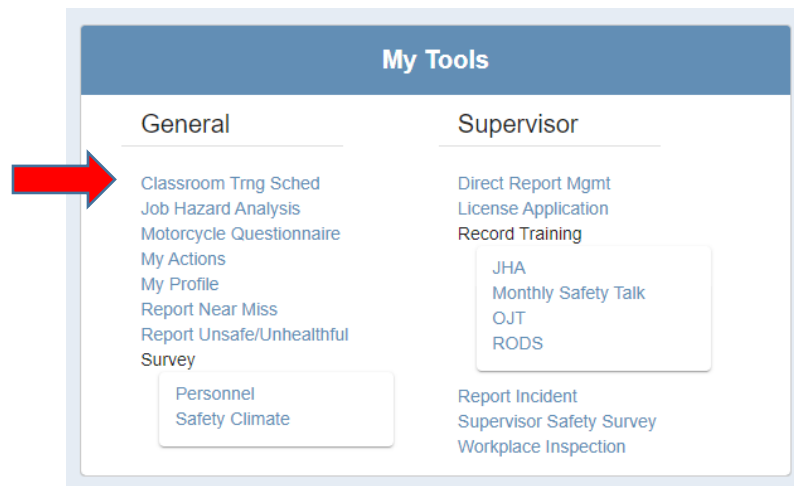 My Tools
General
Classroom Trng Sched
Job Hazard Analysis
Motorcycle Questionnaire
My Actions
My Profile
Report Near Miss
Report Unsafe/Unhealthful
Survey
Personnel
Safety Climate
Supervisor
Direct Report Mgmt
License Application
Record Training
JHA
Monthly Safety Talk
OJT
RODS
Report Incident
Supervisor Safety Survey
Workplace Inspection